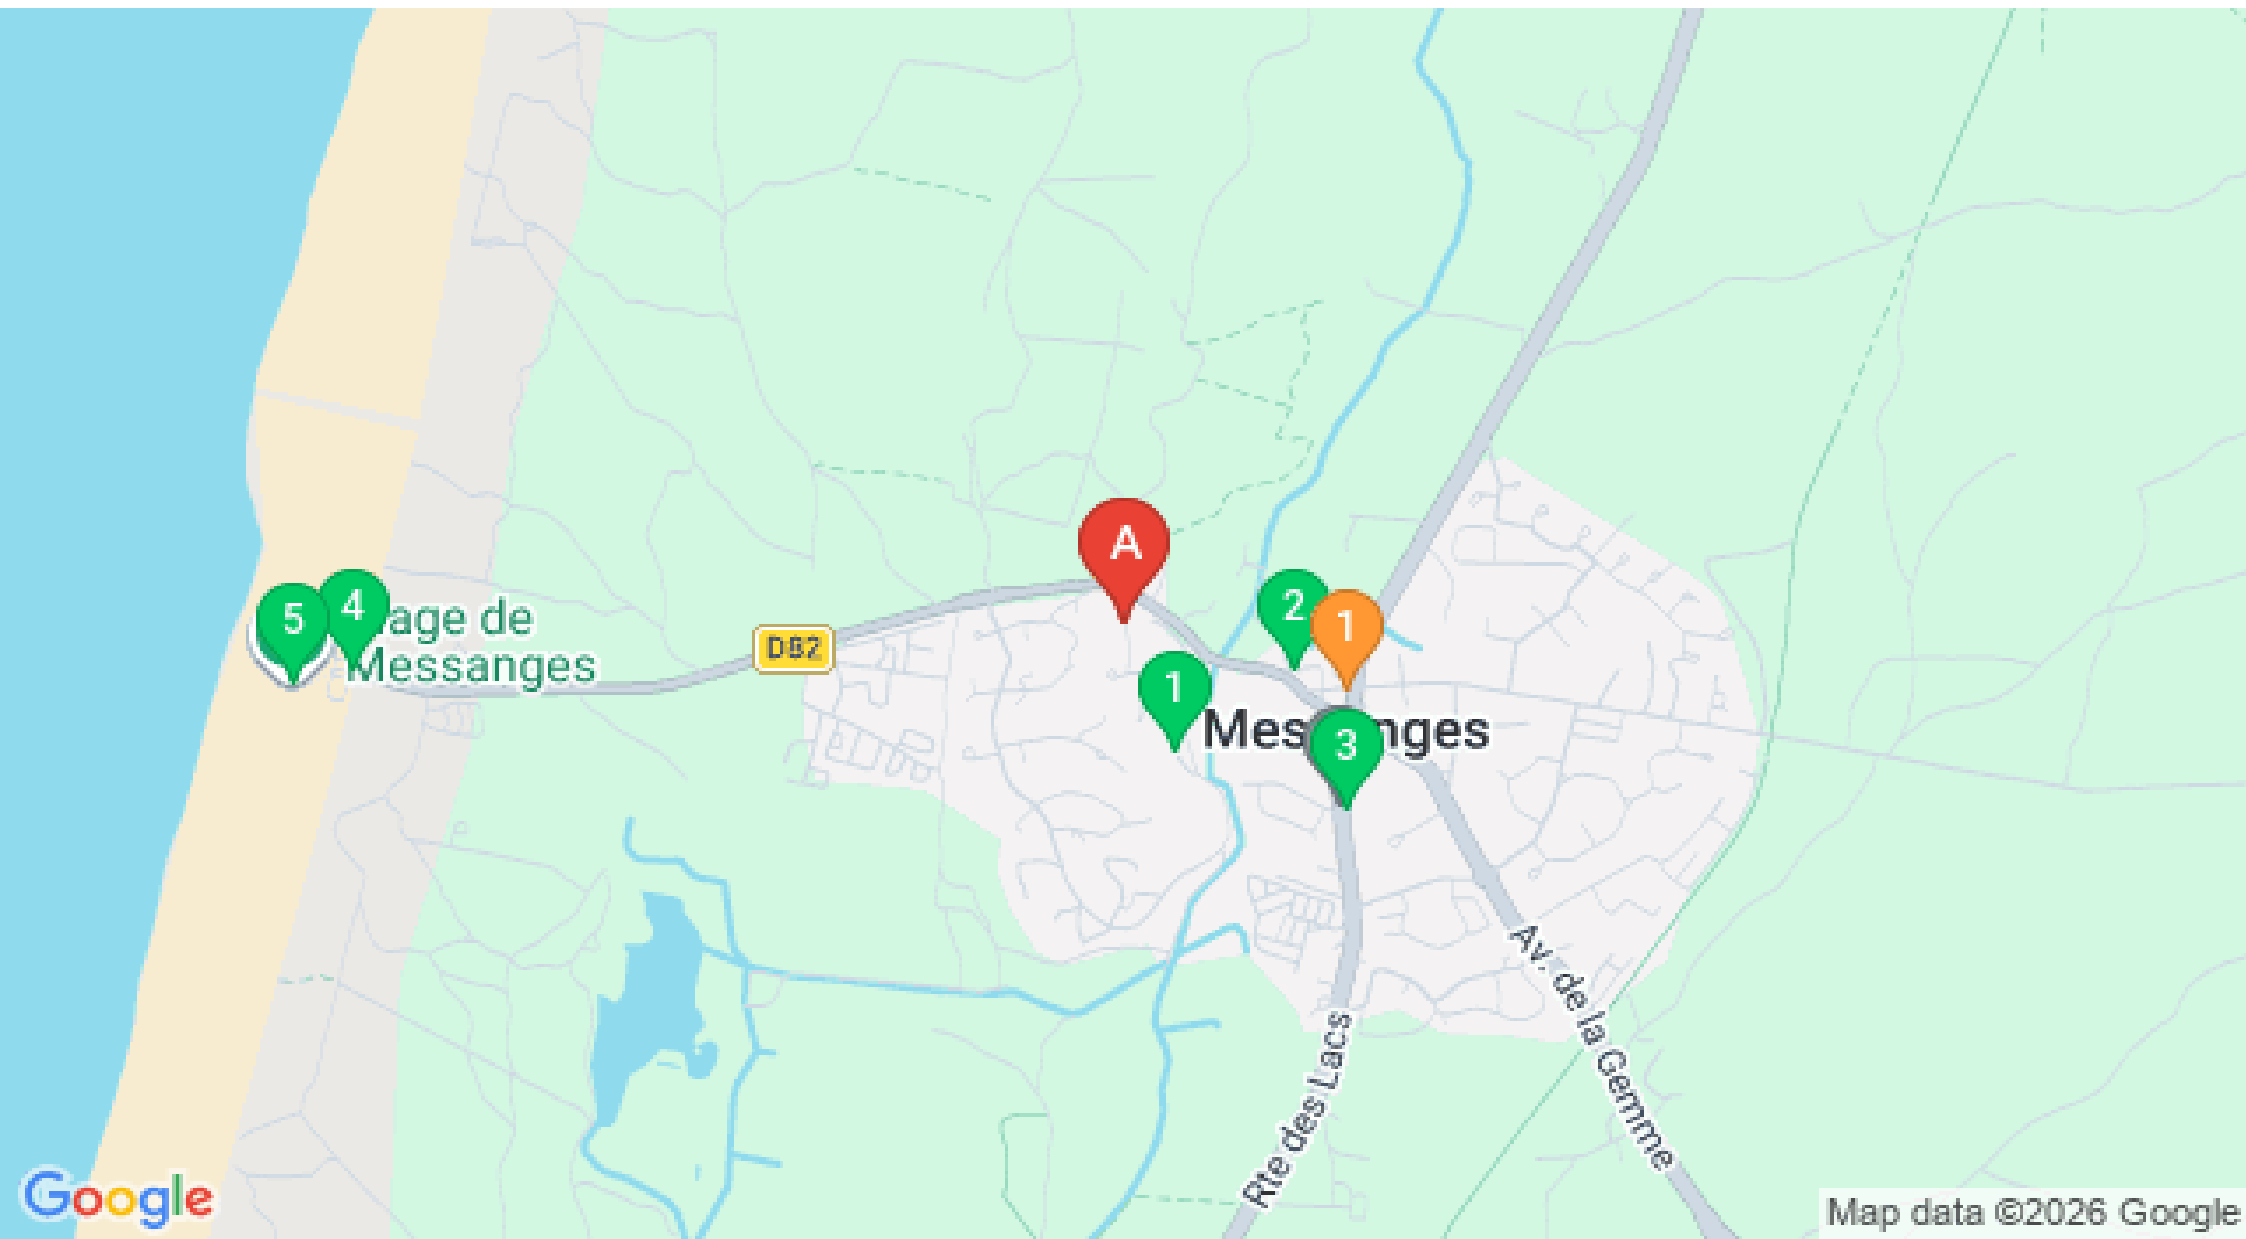 A
2
1
5
4
age de
Messanges
D82
1
Mes nges
3
Av. de la Gemme
Rte des Lacs
Google
Map data ©2026 Google